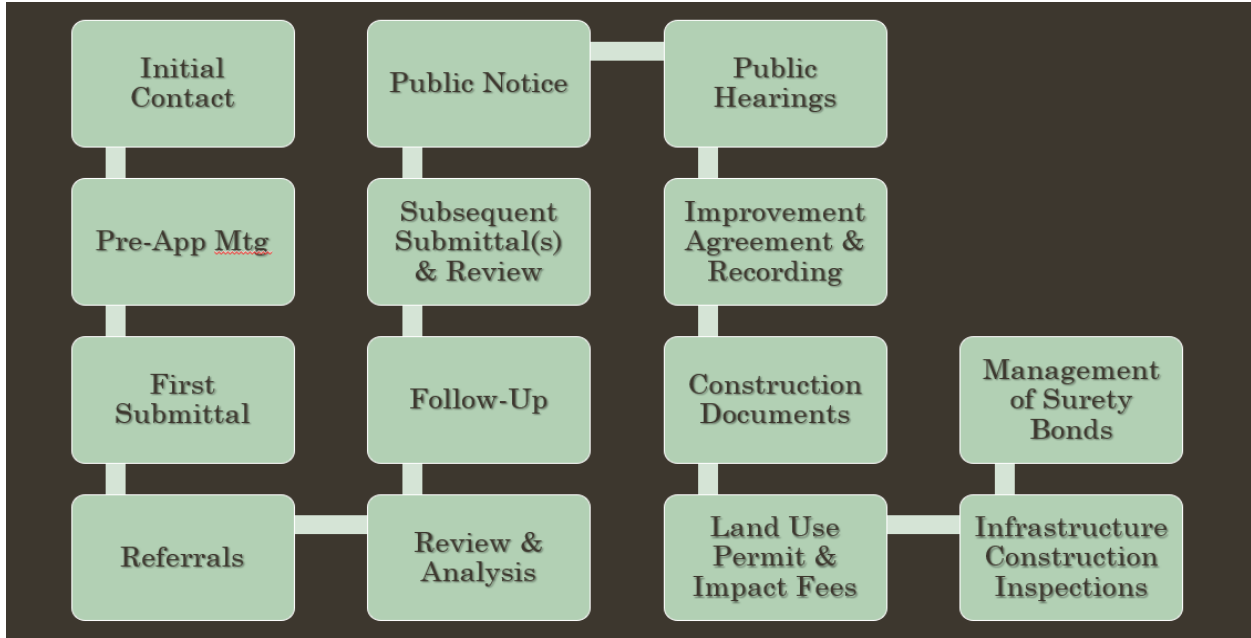 Initial
Contact
Pre-App Mtg
First
Submittal
Referrals
Review &
Analysis
Follow-Up
Subsequent
Submittal(s)
& Review
Public Notice
Public
Hearings
Improvement
Agreement &
Recording
Construction
Documents
Land Use
Permit &
Impact Fees
Infrastructure
Construction
Inspections
Management
of Surety
Bonds